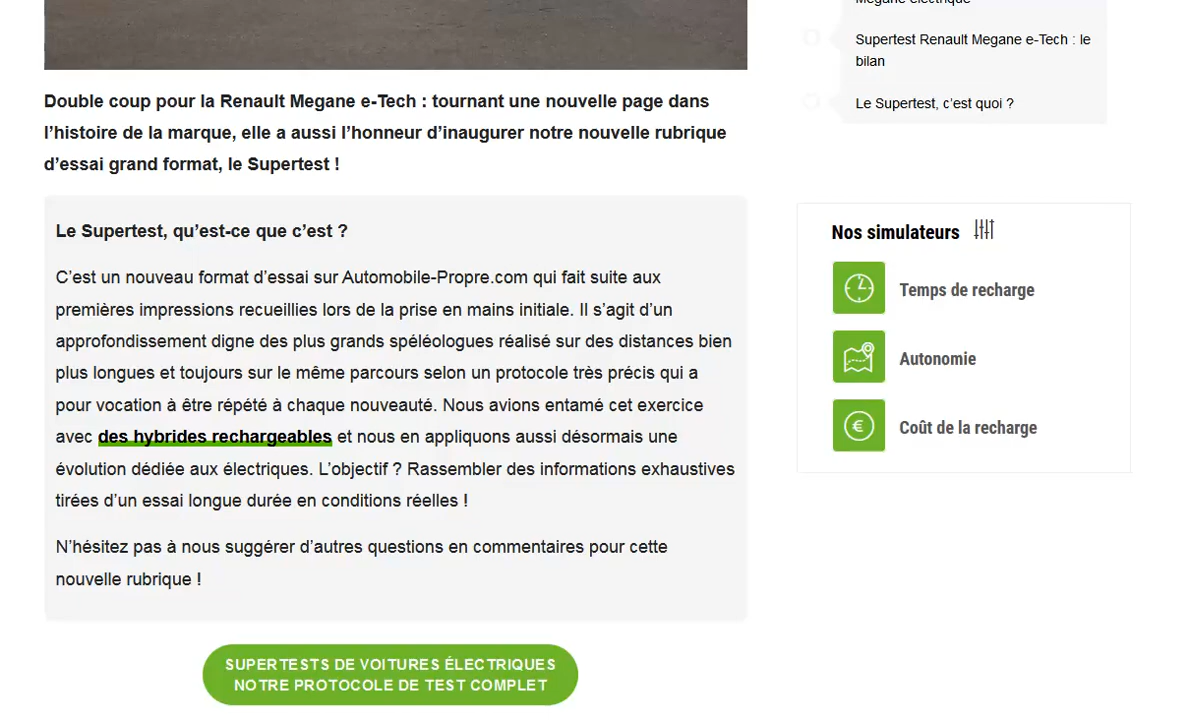 Double coup pour la Renault Megane e-Tech : tournant une nouvelle page dans
l’histoire de la marque, elle a aussi l’honneur d’inaugurer notre nouvelle rubrique
d’essai grand format, le Supertest !
Le Supertest, qu’est-ce que c’est ?
C’est un nouveau format d’essai sur Automobile-Propre.com qui fait suite aux
premières impressions recueillies lors de la prise en mains initiale. Il s’agit d’un
approfondissement digne des plus grands spéléologues réalisé sur des distances bien
plus longues et toujours sur le même parcours selon un protocole très précis qui a
pour vocation à être répété à chaque nouveauté. Nous avions entamé cet exercice
avec des hybrides rechargeables et nous en appliquons aussi désormais une
évolution dédiée aux électriques. L’objectif ? Rassembler des informations exhaustives
tirées d’un essai longue durée en conditions réelles !
N’hésitez pas à nous suggérer d’autres questions en commentaires pour cette
nouvelle rubrique !
SUPERTESTS DE VOITURES ÉLECTRIQUES
NOTRE PROTOCOLE DE TEST COMPLET
Megane électrique
Supertest Renault Megane e-Tech : le
bilan
Le Supertest, c’est quoi ?
Nos simulateurs
Temps de recharge
Autonomie
Coût de la recharge